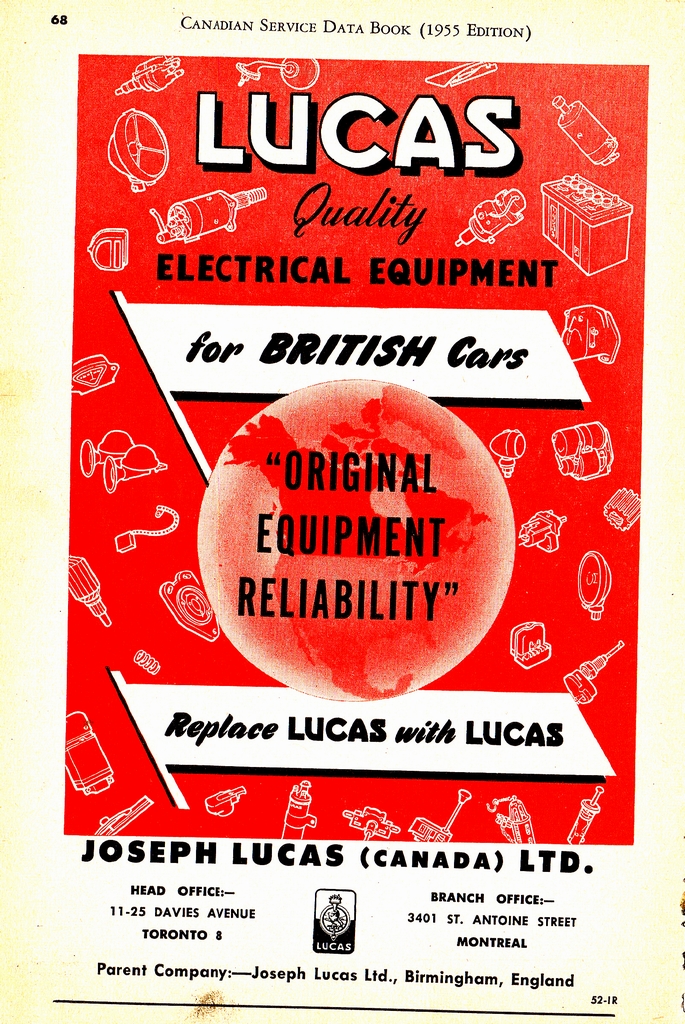 68
CANADIAN SERVICE DATA BOOK (1955 EDITION)
LUCAS
Quality
ELECTRICAL EQUIPMENT
for BRITISH Cars
"ORIGINAL
EQUIPMENT
RELIABILITY"
Replace LUCAS with LUCAS
JOSEPH LUCAS (CANADA) LTD.
HEAD OFFICE:—
11-25 DAVIES AVENUE
TORONTO 8
LUCAS
BRANCH OFFICE:—
3401 ST. ANTOINE STREET
MONTREAL
Parent Company:—Joseph Lucas Ltd., Birmingham, England
52-IR